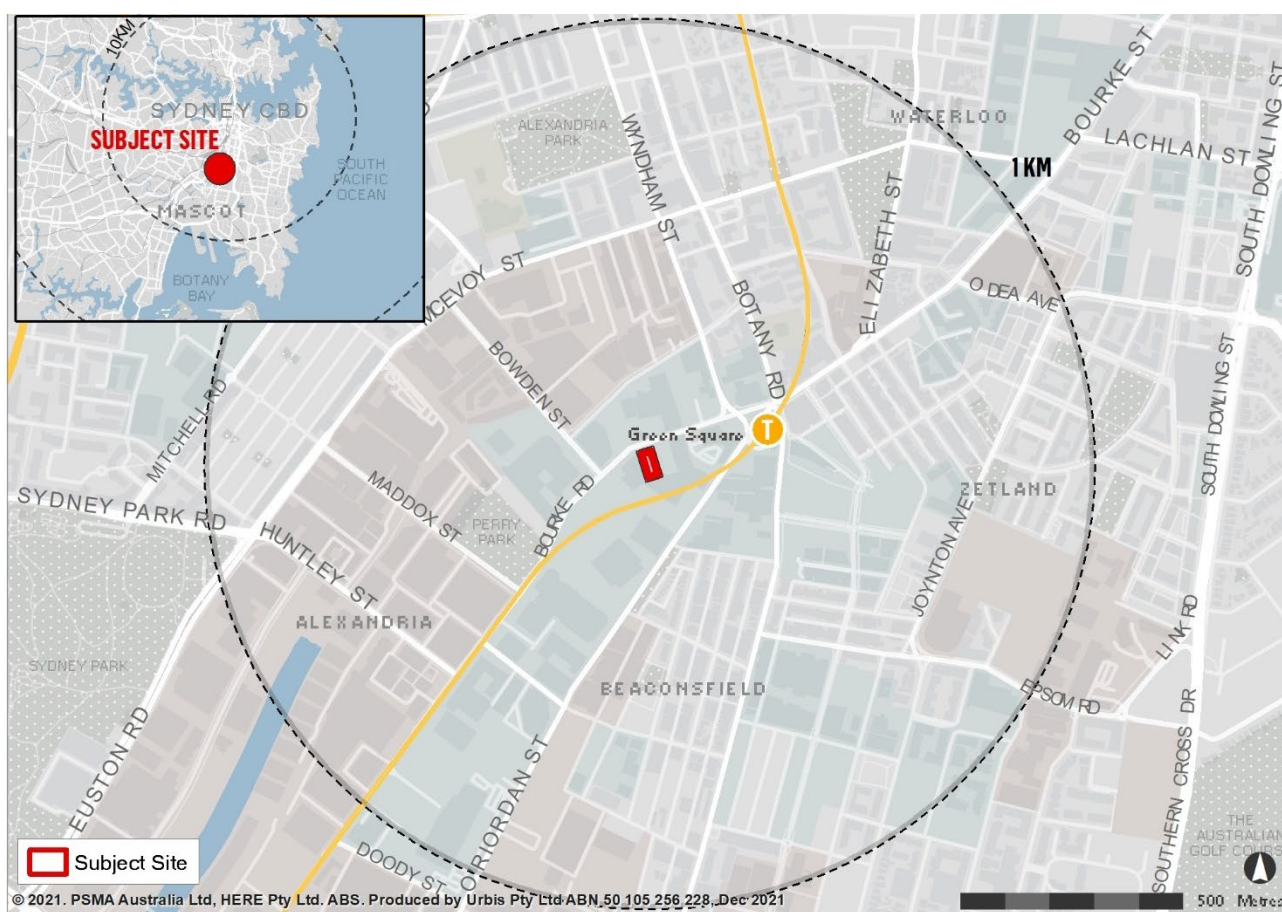 10KM
SYDNEY CBD
SUBJECT SITE
SOUTH
PACIFIC
OCEAN
MASCOT
BOTANY
BAY
ALEXANDRIA
PARK
WYNDHAM ST
WATERLOO
BOURKE ST
LACHLAN ST
SOUTH DOWLING ST
1KM
ELIZABETH ST
MCEVOY ST
BOTANY RD
O DEA AVE
BOWDEN ST
MITCHELL RD
Green Square
T
SOUTH DOWLING ST
MADDOX ST
ZETLAND
SYDNEY PARK RD
BOURKE RD
PERRY
PARK
HUNTLEY ST
JOYNTON AVE
ALEXANDRIA
LINK RD
SYDNEY PARK
BEACONSFIELD
EPSOM RD
EUSTON RD
O RIORDAN ST
SOUTHERN CROSS DR
THE
AUSTRALIAN
GOLF COURS
DOODY ST
Subject Site
© 2021. PSMA Australia Ltd, HERE Pty Ltd. ABS. Produced by Urbis Pty Ltd ABN 50 105 256 228, Dec 2021
500 Metres